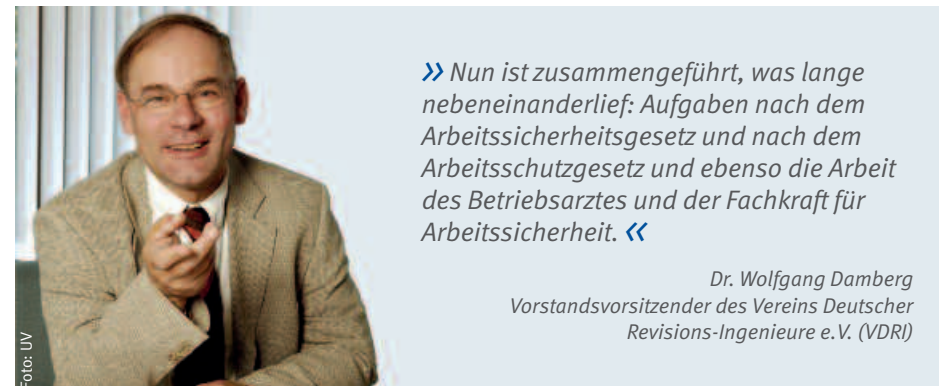 » Nun ist zusammengeführt, was lange
nebeneinanderlief: Aufgaben nach dem
Arbeitssicherheitsgesetz und nach dem
Arbeitsschutzgesetz und ebenso die Arbeit
des Betriebsarztes und der Fachkraft für
Arbeitssicherheit. «
Dr. Wolfgang Damberg
Vorstandsvorsitzender des Vereins Deutscher
Revisions-Ingenieure e.V. (VDRI)
Foto: UV